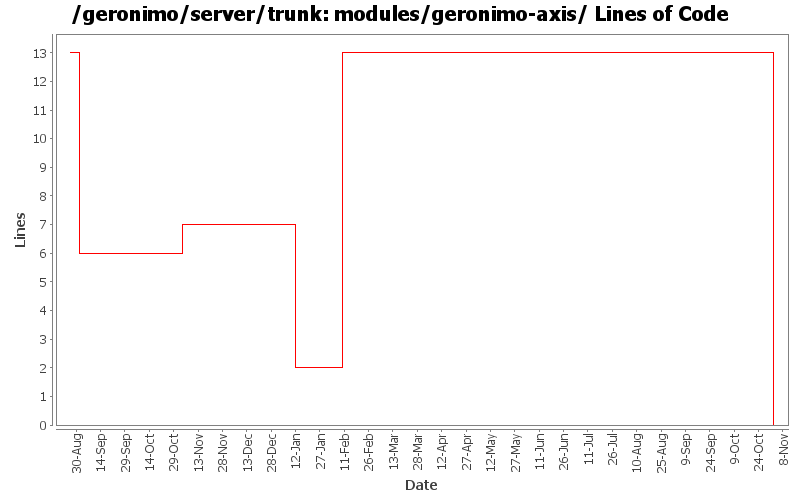 /geronimo/server/trunk: modules/geronimo-axis/ Lines of Code
Lines
13
12
11
10
9
8
7
6
5
4
3
2
1
0
30-Aug
14-Sep
29-Sep
14-Oct
29-Oct
13-Nov
28-Nov
13-Dec
28-Dec
12-Jan
27-Jan
11-Feb
26-Feb
13-Mar
28-Mar
12-Apr
27-Apr
12-May
27-May
11-Jun
26-Jun
11-Jul
26-Jul
10-Aug
25-Aug
9-Sep
24-Sep
9-Oct
24-Oct
8-Nov
Date